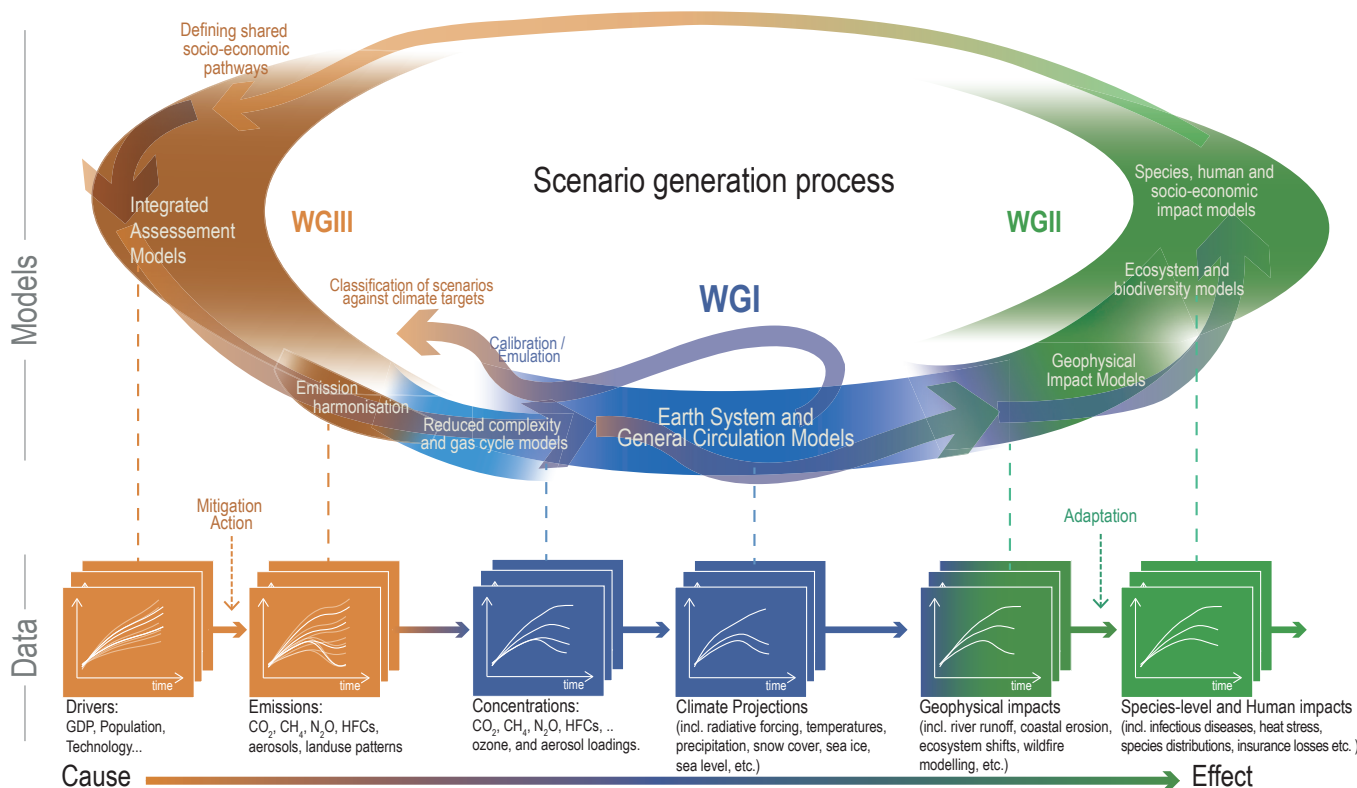 Models
Defining shared
socio-economic
pathways
Scenario generation process
WGIII
WGII
WGI
Integrated
Assessement
Models
Species, human and
socio-economic
impact models
Ecosystem and
biodiversity models
Classification of scenarios
against climate targets
Calibration /
Emulation
Geophysical
Impact Models
Emission
harmonisation
Reduced complexity
and gas cycle models
Earth System and
General Circulation Models
Mitigation
Action
Adaptation
Data
time
time
time
time
time
time
Drivers:
GDP, Population,
Technology...
Emissions:
CO₂, CH₄, N₂O, HFCs,
aerosols, landuse patterns
Concentrations:
CO₂, CH₄, N₂O, HFCs, ..
ozone, and aerosol loadings.
Climate Projections
(incl. radiative forcing, temperatures,
precipitation, snow cover, sea ice,
sea level, etc.)
Geophysical impacts
(incl. river runoff, coastal erosion,
ecosystem shifts, wildfire
modelling, etc.)
Species-level and Human impacts
(incl. infectious diseases, heat stress,
species distributions, insurance losses etc. )
Cause
Effect